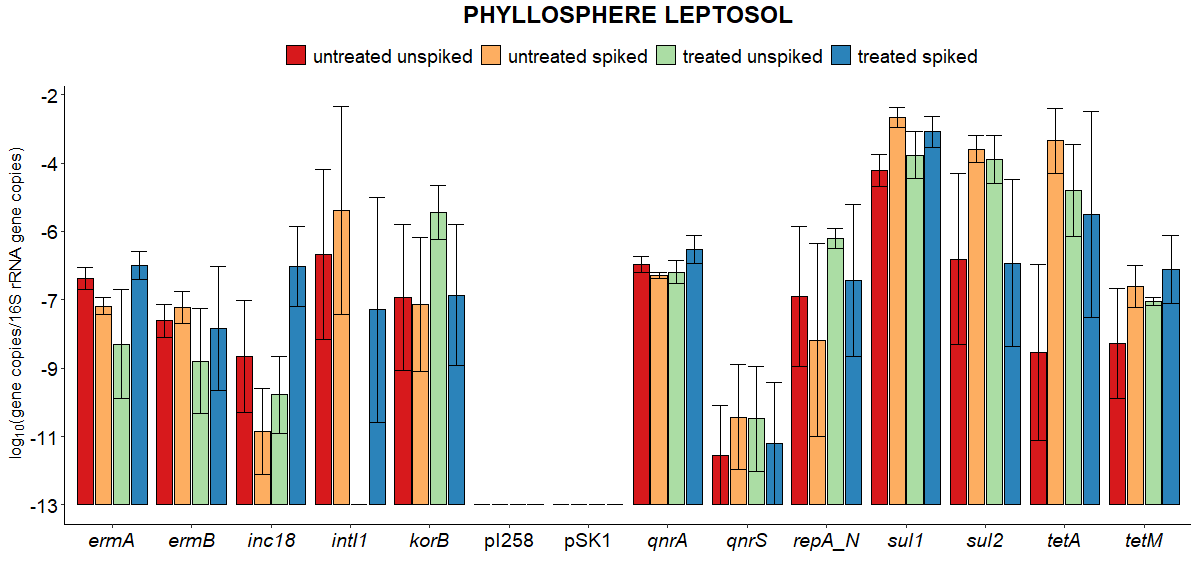 PHYLLOSPHERE LEPTOSOL
untreated unspiked untreated spiked treated unspiked treated spiked
log₁₀(gene copies/16S rRNA gene copies)
-2
-4
-6
-7
-9
-11
-13
ermA ermB inc18 intI1 korB pI258 pSK1 qnrA qnrS repA_N sul1 sul2 tetA tetM